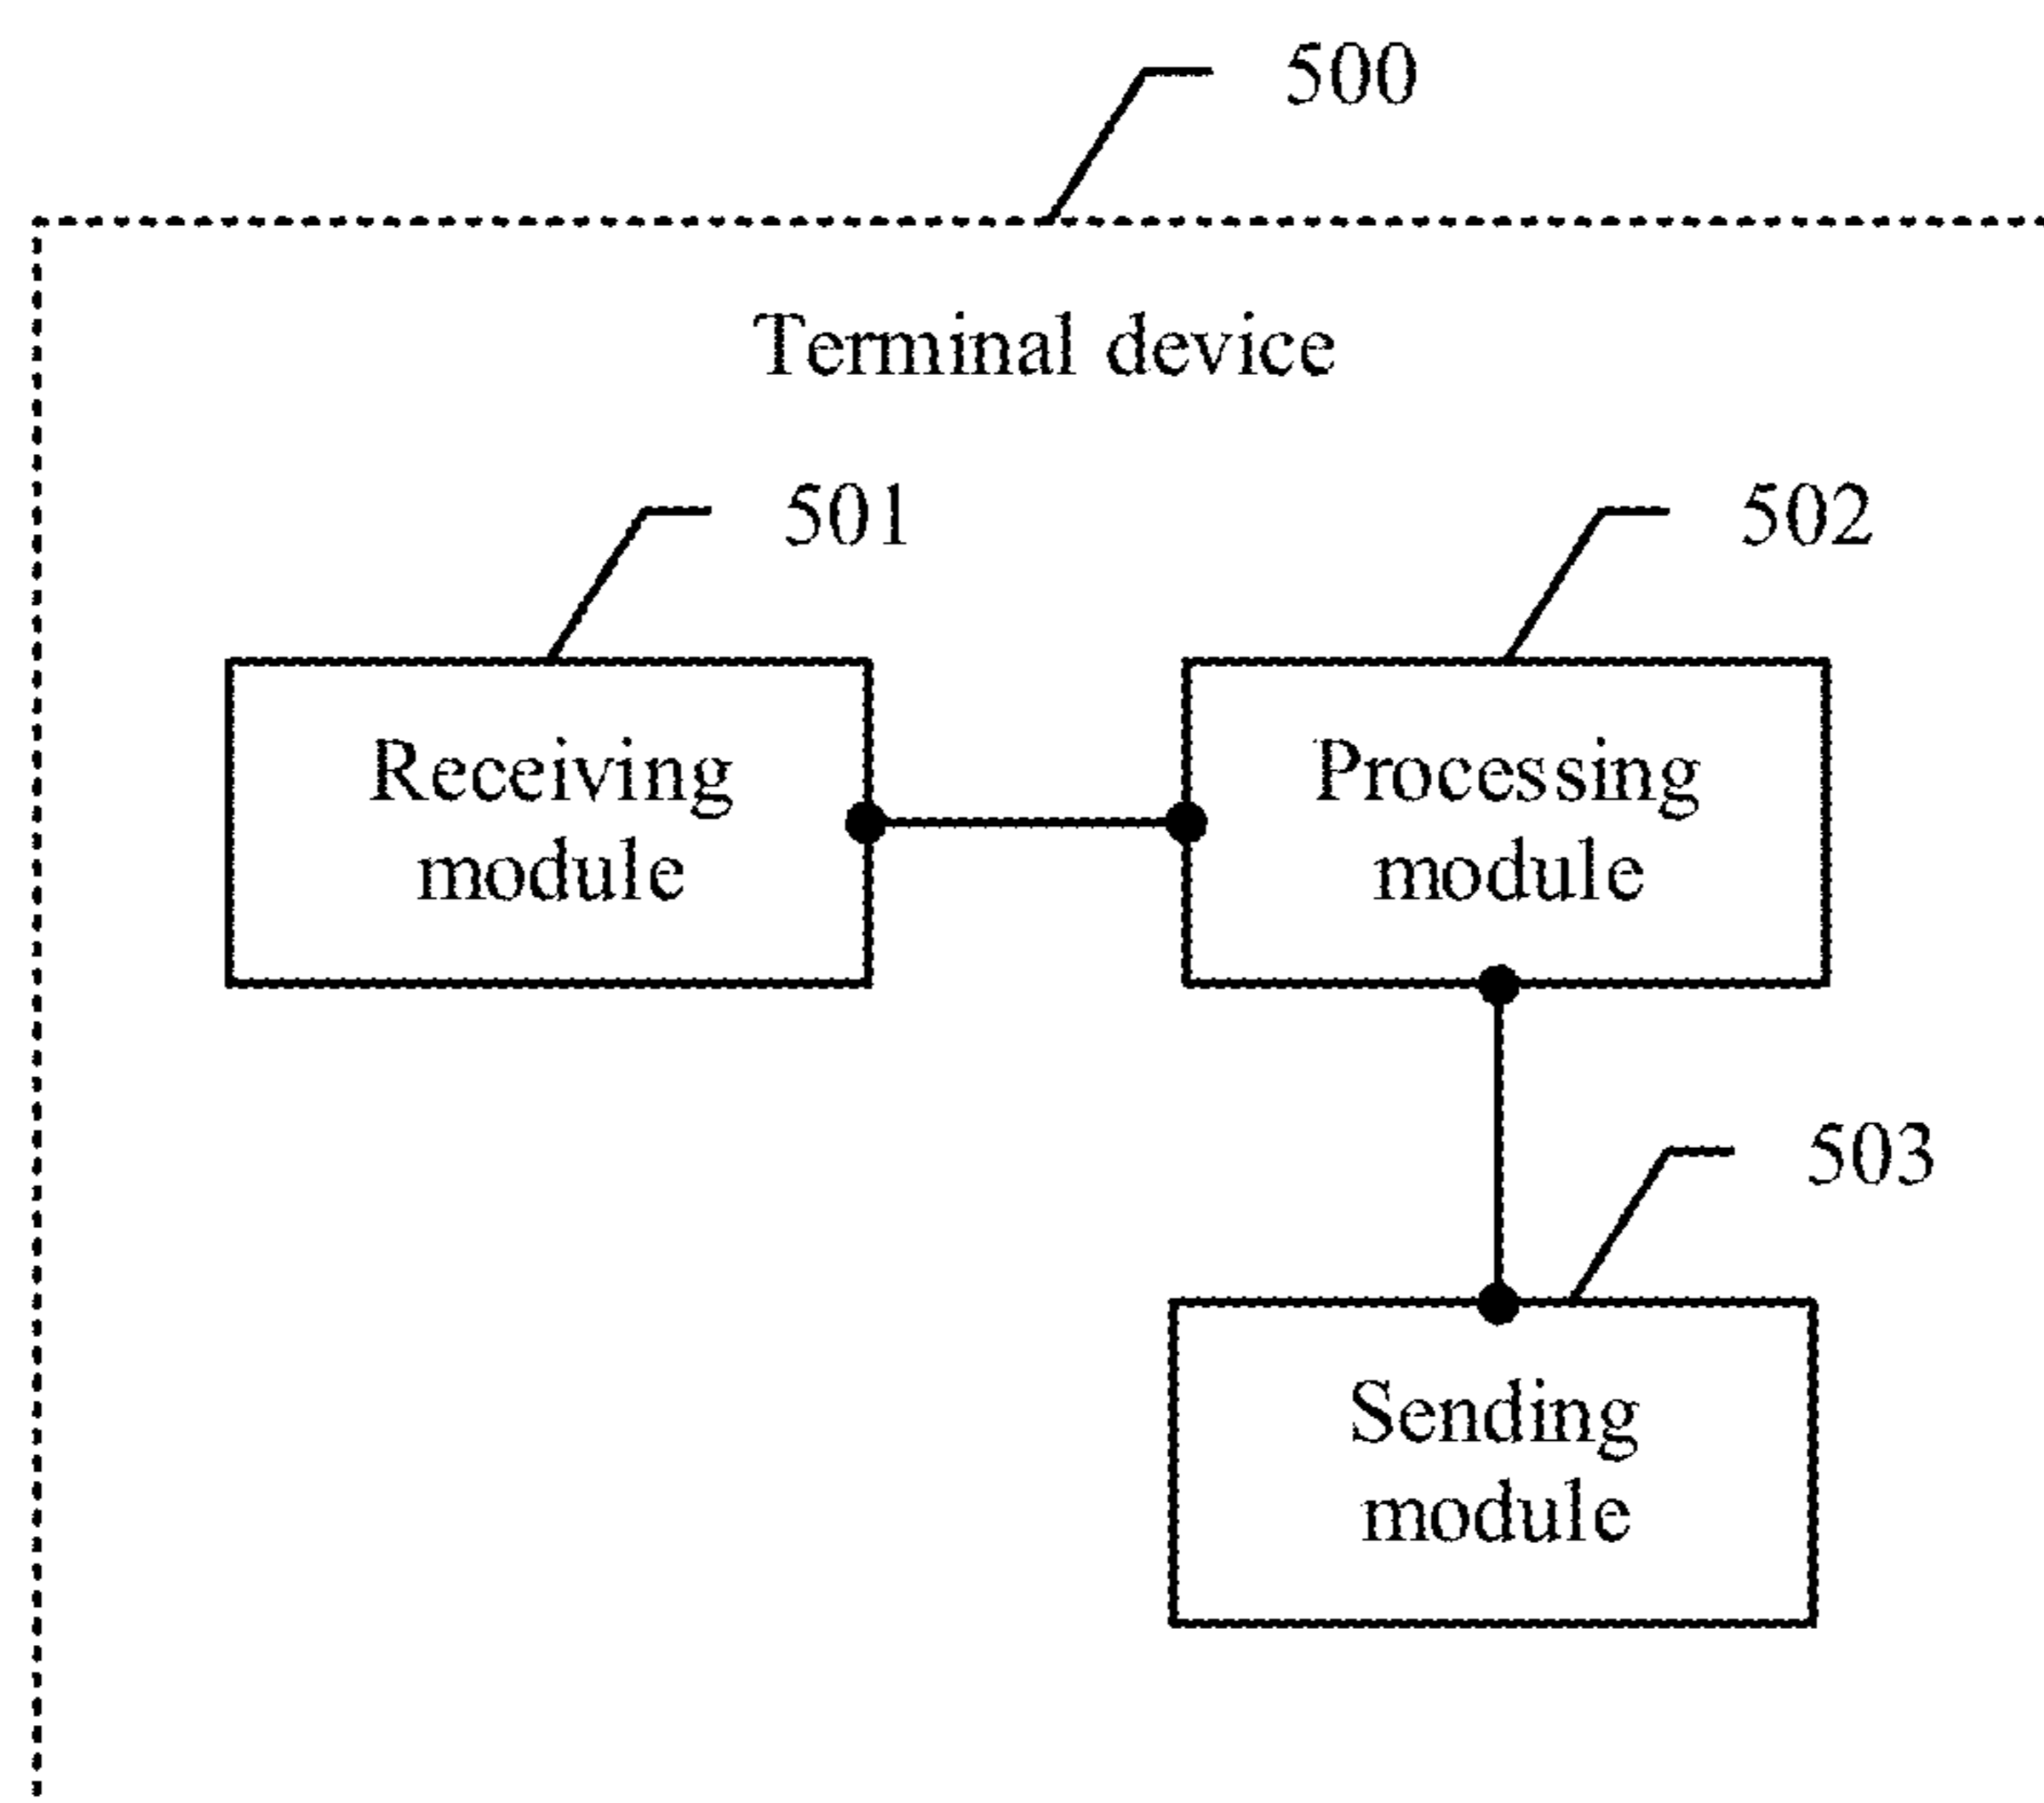 500
Terminal device
501
502
Receiving
module
Processing
module
503
Sending
module